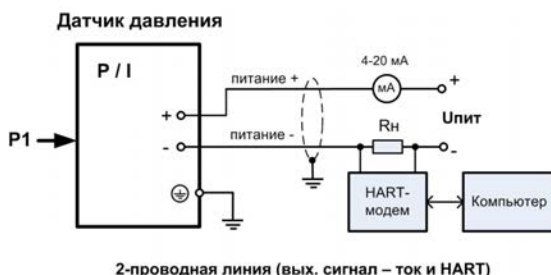 Датчик давления
P / I
4-20 мА
питание +
мА
+
+
Uпит
P1
питание -
Rн
-
-
HART-
модем
Компьютер
2-проводная линия (вых. сигнал – ток и HART)